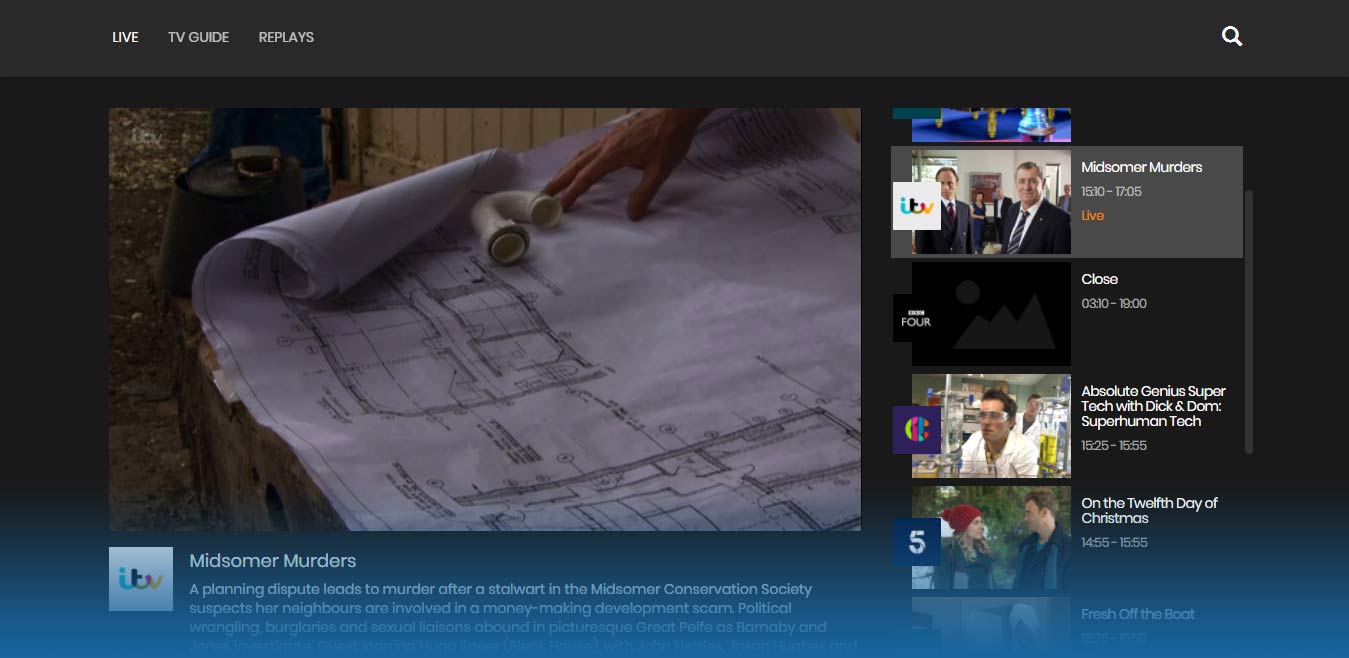 LIVE TV GUIDE REPLAYS
itv
Midsomer Murders
15:10 - 17:05
itv
Live
Close
03:10 - 19:00
BBC
FOUR
Absolute Genius Super
Tech with Dick & Dom:
Superhuman Tech
15:25 - 15:55
On the Twelfth Day of
Christmas
14:55 - 15:55
5
Fresh Off the Boat
15:25 - 15:50
itv
Midsomer Murders
A planning dispute leads to murder after a stalwart in the Midsomer Conservation Society
suspects her neighbours are involved in a money-making development scam. Political
wrangling, burglaries and sexual liaisons abound in picturesque Great Pelfe as Barnaby and
Jones investigate. Guest starring Hugo Speer (Bleak House), with John Nettles, Jason Hughes and